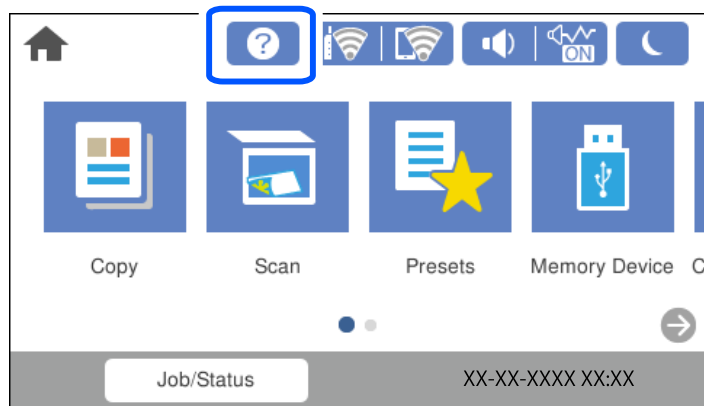 ?
ON
Copy Scan Presets Memory Device C
Job/Status XX-XX-XXXX XX:XX